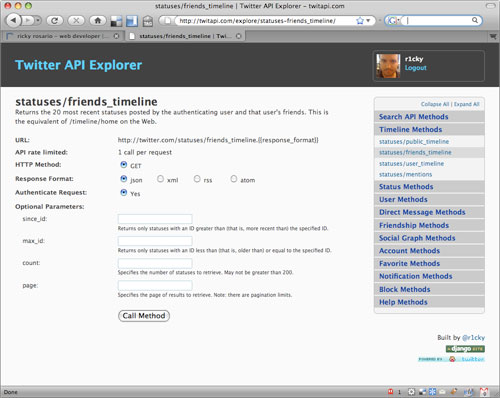 statuses/friends_timeline | Twitter API Explorer — twitapi.com
http://twitapi.com/explore/statuses-friends_timeline/
ricky rosario – web developer |...
statuses/friends_timeline | Tw...
Twitter API Explorer
r1cky
Logout
statuses/friends_timeline
Returns the 20 most recent statuses posted by the authenticating user and that user's friends. This is
the equivalent of /timeline/home on the Web.
URL: http://twitter.com/statuses/friends_timeline.{{response_format}}
API rate limited: 1 call per request
HTTP Method: GET
Response Format: json xml rss atom
Authenticate Request: Yes
Optional Parameters:
since_id:
Returns only statuses with an ID greater than (that is, more recent than) the specified ID.
max_id:
Returns only statuses with an ID less than (that is, older than) or equal to the specified ID.
count:
Specifies the number of statuses to retrieve. May not be greater than 200.
page:
Specifies the page of results to retrieve. Note: there are pagination limits.
Call Method
Collapse All | Expand All
Search API Methods
Timeline Methods
statuses/public_timeline
statuses/friends_timeline
statuses/user_timeline
statuses/mentions
Status Methods
User Methods
Direct Message Methods
Friendship Methods
Social Graph Methods
Account Methods
Favorite Methods
Notification Methods
Block Methods
Help Methods
Built by @r1cky
django SITE
POWERED BY twitter
Done
1